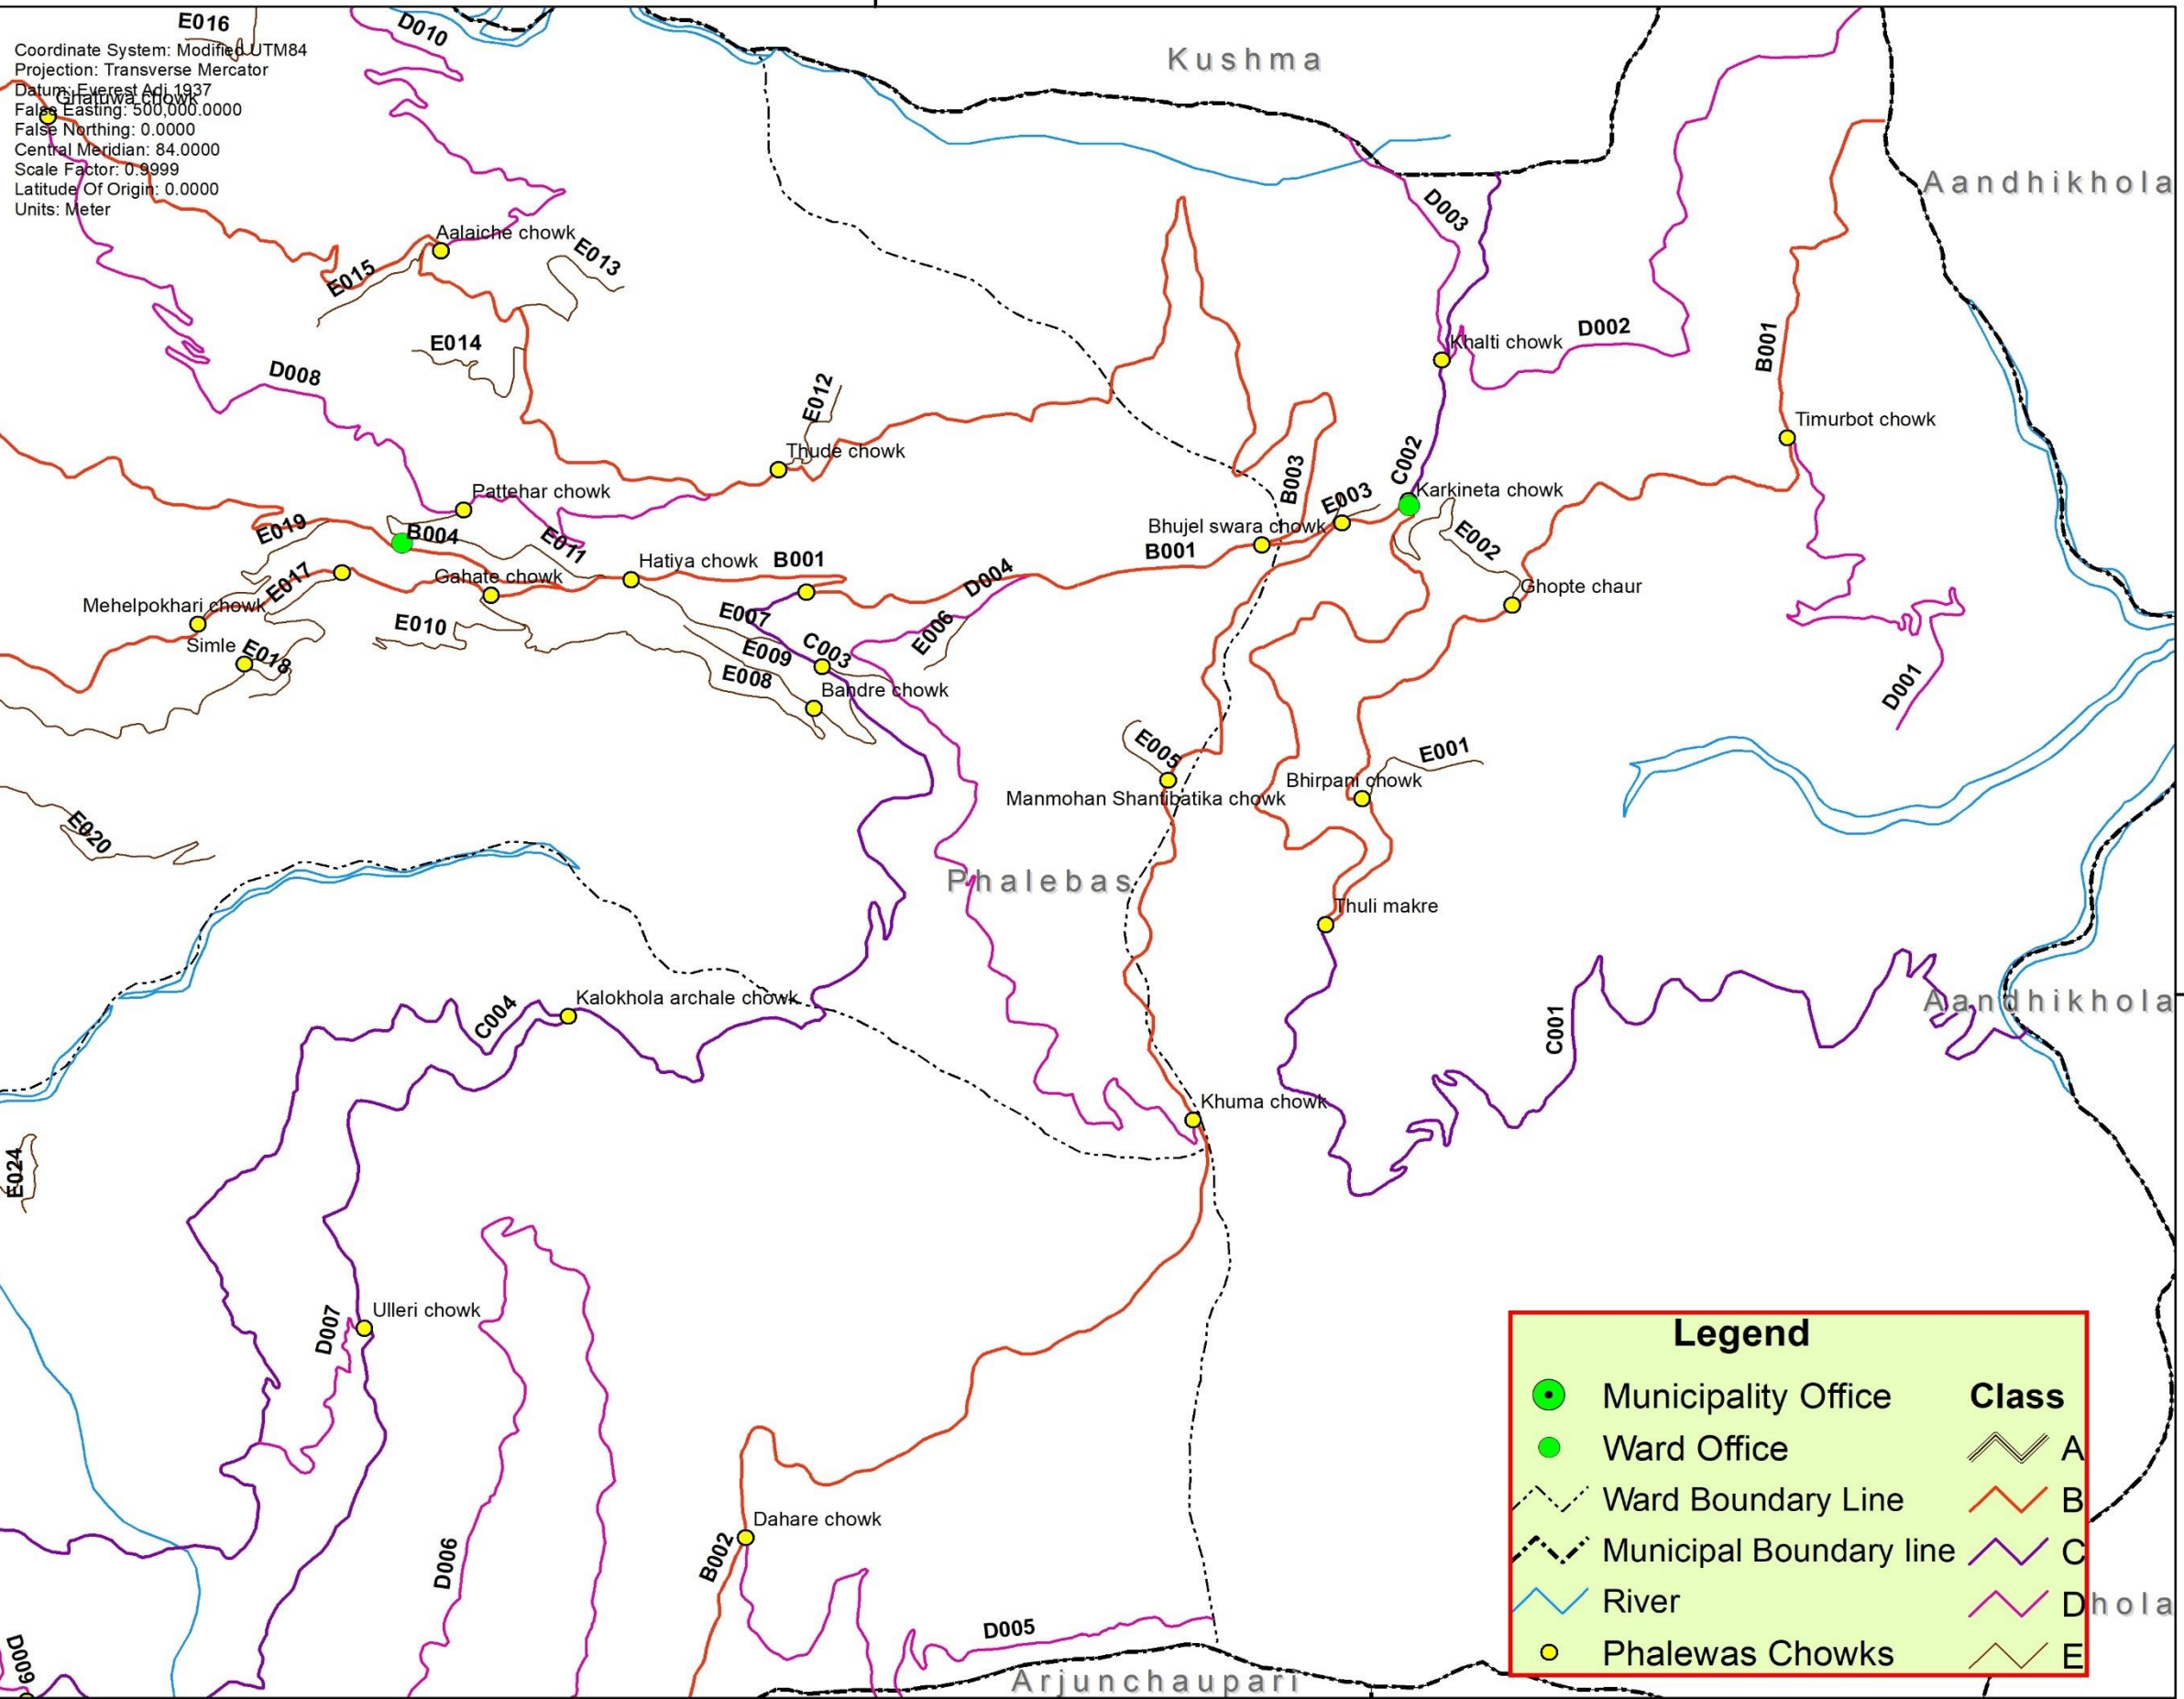 E016
D010
Kushma
Coordinate System: Modified UTM84
Projection: Transverse Mercator
Datum: Everest Adj 1937
Ghatuwa chowk
False Easting: 500,000.0000
False Northing: 0.0000
Central Meridian: 84.0000
Scale Factor: 0.9999
Latitude Of Origin: 0.0000
Units: Meter
Aandhikhola
D003
Aalaiche chowk
E013
E015
D002
Khalti chowk
E014
B001
D008
E012
Timurbot chowk
Thude chowk
C002
B003
Pattehar chowk
Karkineta chowk
E003
E019
B004
E011
Bhujel swara chowk
E002
B001
Hatiya chowk
B001
Gahate chowk
E017
D004
Ghopte chaur
Mehelpokhari chowk
E007
E010
E006
Simle
E018
C003
E009
E008
Bandre chowk
D001
E005
E001
Bhirpani chowk
Manmohan Shantibatika chowk
E020
Phalebas
Thuli makre
Kalokhola archale chowk
C004
Aandhikhola
C001
Khuma chowk
E024
Ulleri chowk
D007
Legend
Municipality Office
Class
Ward Office
A
Ward Boundary Line
B
Municipal Boundary line
C
River
D
hola
Phalewas Chowks
E
Dahare chowk
B002
D006
D005
D009
Arjunchaupari